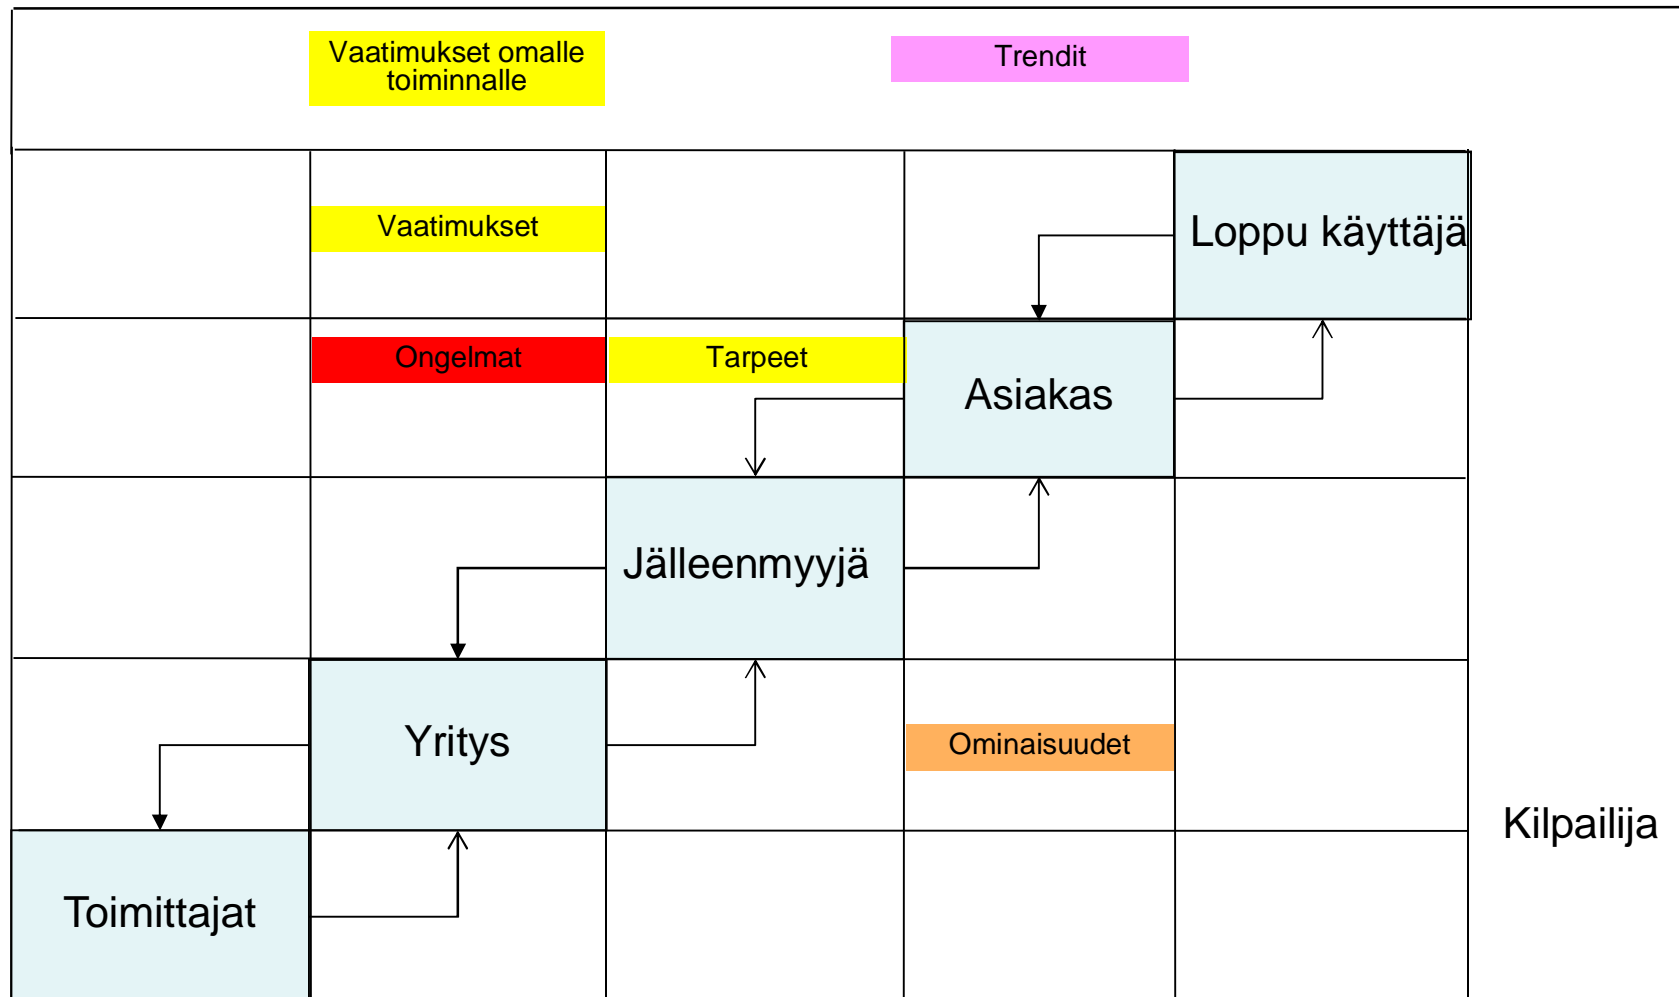 Vaatimukset omalle
toiminnalle
Trendit
Vaatimukset
Loppu käyttäjä
Ongelmat
Tarpeet
Asiakas
Jälleenmyyjä
Yritys
Ominaisuudet
Kilpailija
Toimittajat